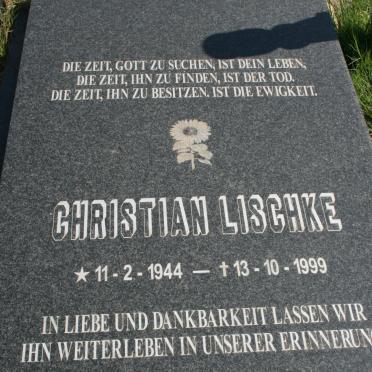 DIE ZEIT, GOTT ZU SUCHEN, IST DEIN LEBEN,
DIE ZEIT, IHN ZU FINDEN, IST DER TOD.
DIE ZEIT, IHN ZU BESITZEN. IST DIE EWIGKEIT.
CHRISTIAN LISCHKE
★ 11 - 2 - 1944 — † 13 - 10 - 1999
IN LIEBE UND DANKBARKEIT LASSEN WIR
IHN WEITERLEBEN IN UNSERER ERINNERUN